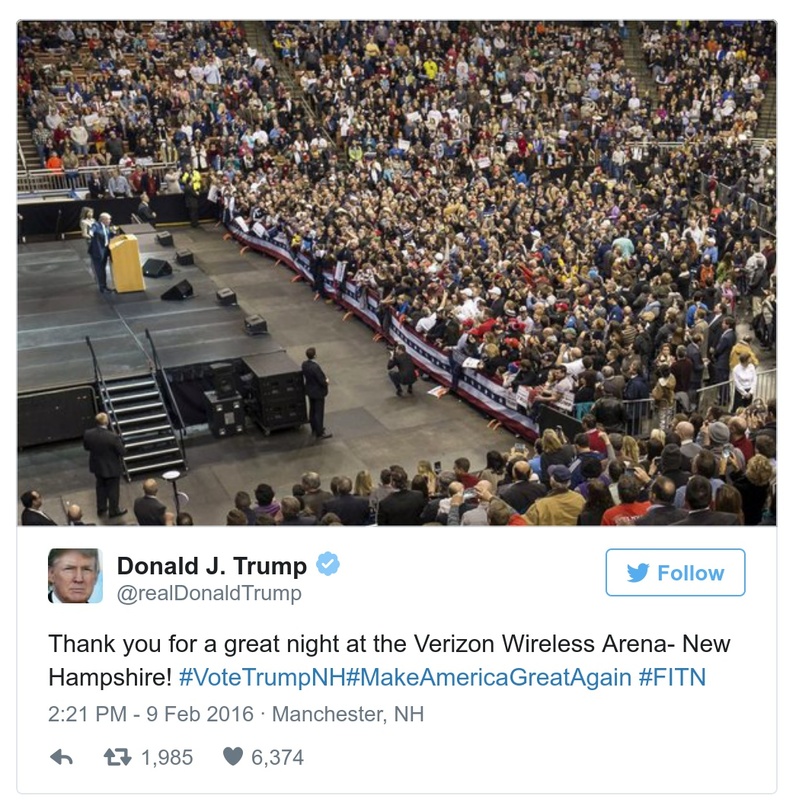 Donald J. Trump
@realDonaldTrump
Follow
Thank you for a great night at the Verizon Wireless Arena- New
Hampshire! #VoteTrumpNH#MakeAmericaGreatAgain #FITN
2:21 PM - 9 Feb 2016 · Manchester, NH
1,985 6,374